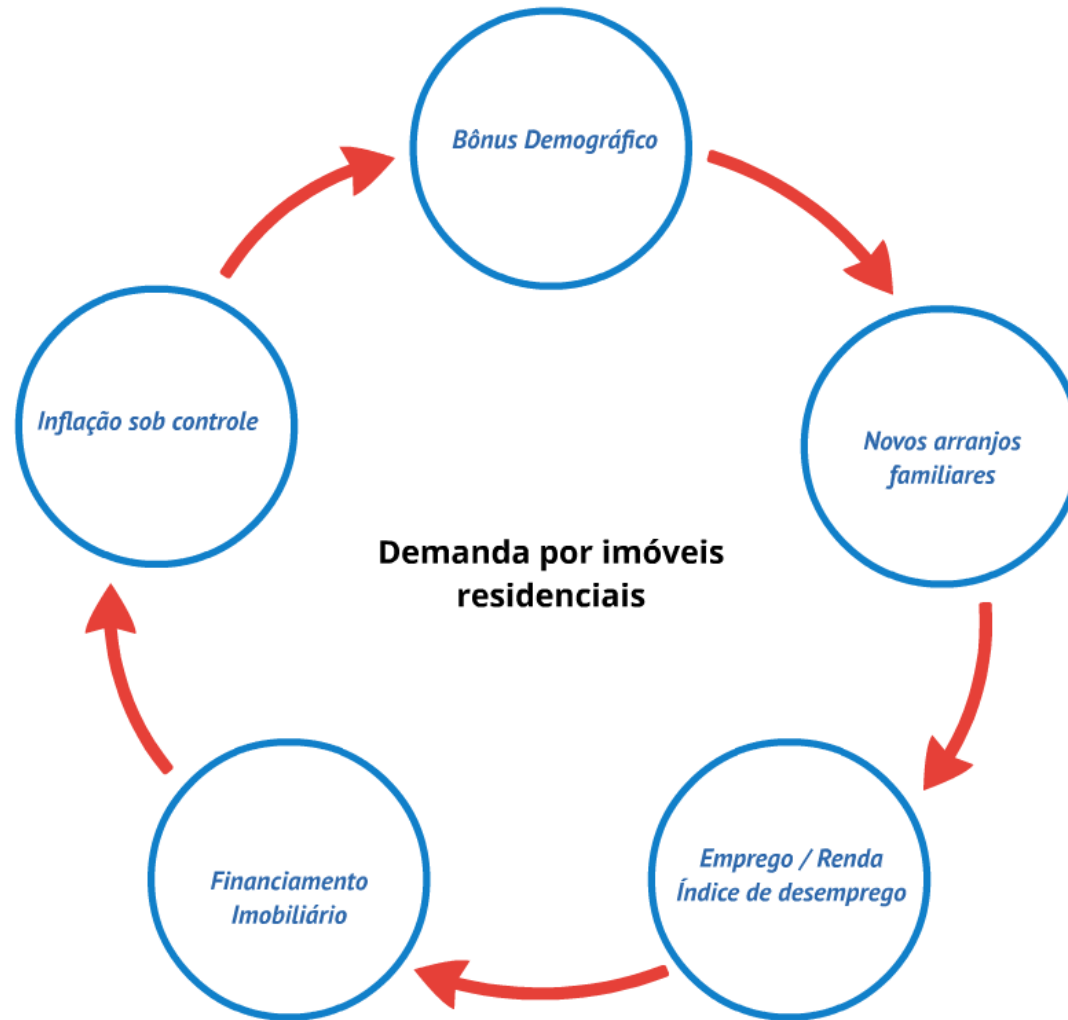 Bônus Demográfico
Novos arranjos
familiares
Emprego / Renda
Índice de desemprego
Financiamento
Imobiliário
Inflação sob controle
Demanda por imóveis
residenciais